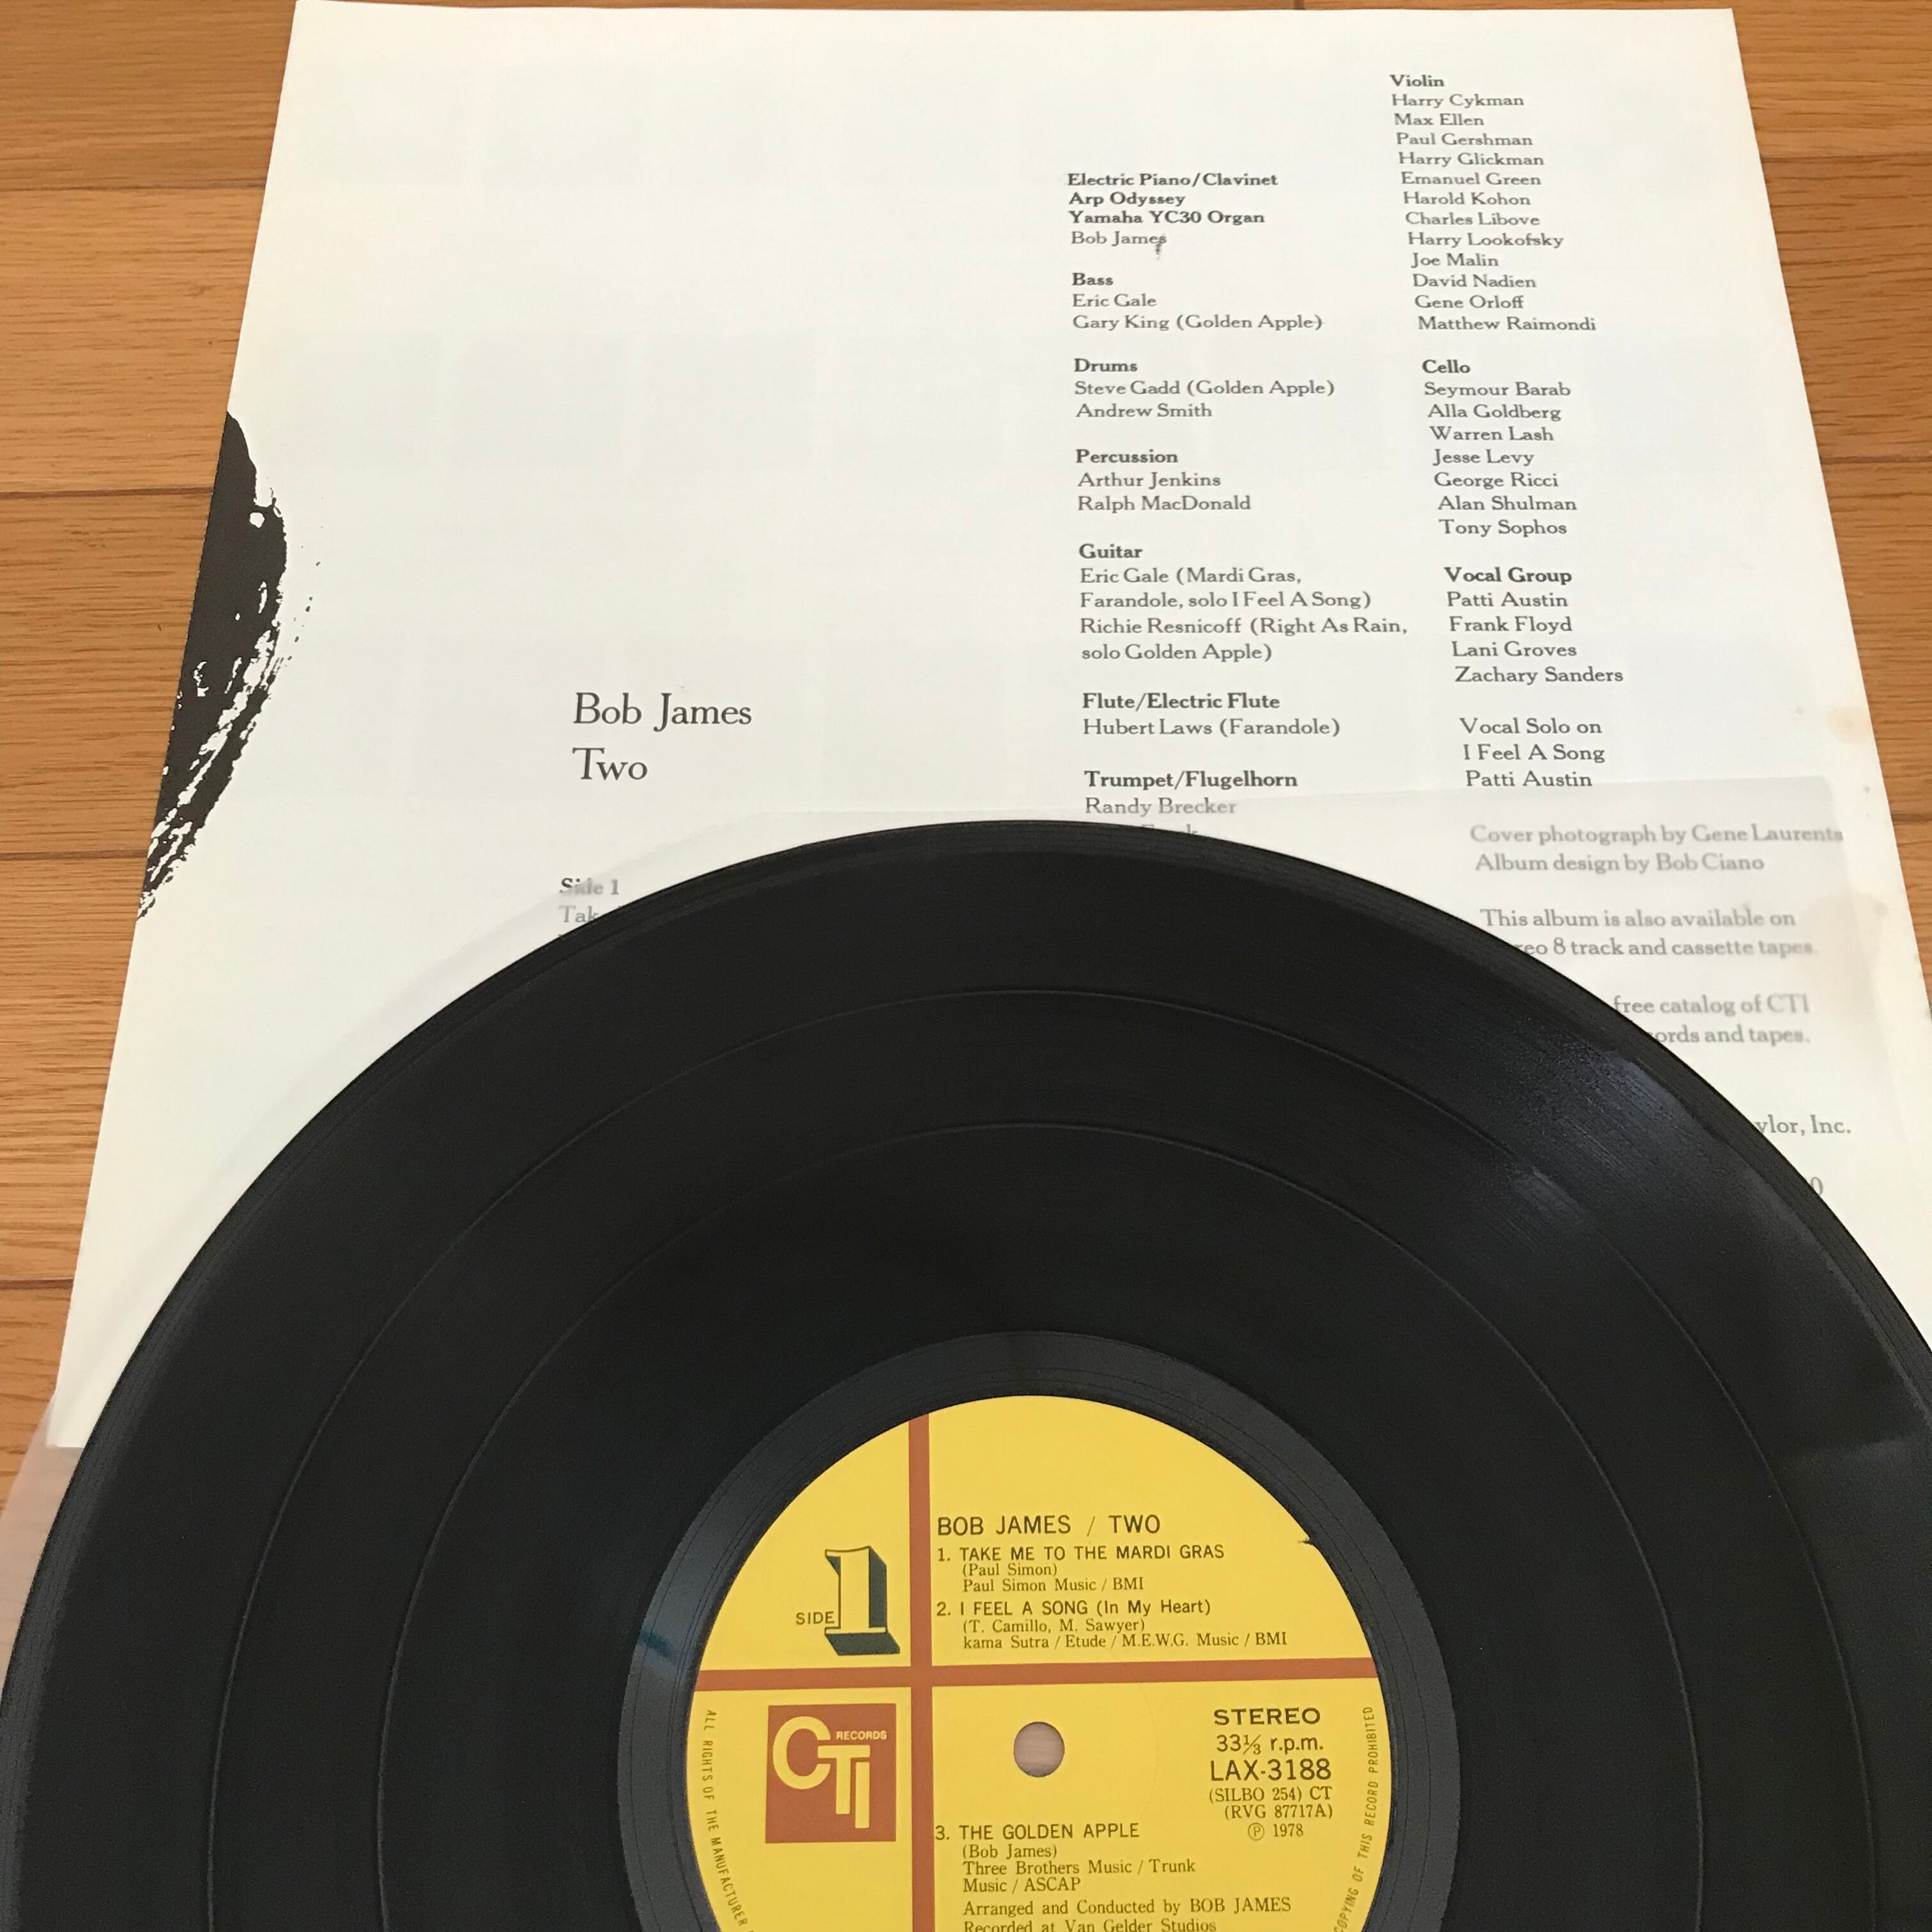 Bob James
Two
Side 1
Electric Piano/Clavinet
Arp Odyssey
Yamaha YC30 Organ
Bob James
Bass
Eric Gale
Gary King (Golden Apple)
Drums
Steve Gadd (Golden Apple)
Andrew Smith
Percussion
Arthur Jenkins
Ralph MacDonald
Guitar
Eric Gale (Mardi Gras,
Farandole, solo I Feel A Song)
Richie Resnicoff (Right As Rain,
solo Golden Apple)
Flute/Electric Flute
Hubert Laws (Farandole)
Trumpet/Flugelhorn
Randy Brecker
Violin
Harry Cykman
Max Ellen
Paul Gershman
Harry Glickman
Emanuel Green
Harold Kohon
Charles Libove
Harry Lookofsky
Joe Malin
David Nadien
Gene Orloff
Matthew Raimondi
Cello
Seymour Barab
Alla Goldberg
Warren Lash
Jesse Levy
George Ricci
Alan Shulman
Tony Sophos
Vocal Group
Patti Austin
Frank Floyd
Lani Groves
Zachary Sanders
Vocal Solo on
I Feel A Song
Patti Austin
Cover photograph by Gene Laurents
Album design by Bob Ciano
This album is also available on
8 track and cassette tapes.
free catalog of CTI
and tapes.
Inc.
BOB JAMES / TWO
1. TAKE ME TO THE MARDI GRAS
(Paul Simon)
Paul Simon Music / BMI
2. I FEEL A SONG (In My Heart)
(T. Camillo, M. Sawyer)
kama Sutra / Etude / M.E.W.G. Music / BMI
SIDE 1
CTI RECORDS
STEREO
33⅓ r.p.m.
LAX-3188
(SILBO 254) CT
(RVG 87717A)
Ⓟ 1978
3. THE GOLDEN APPLE
(Bob James)
Three Brothers Music / Trunk
Music / ASCAP
Arranged and Conducted by BOB JAMES
Recorded at Van Gelder Studios
ALL RIGHTS OF THE MANUFACTURER
COPYING OF THIS RECORD PROHIBITED